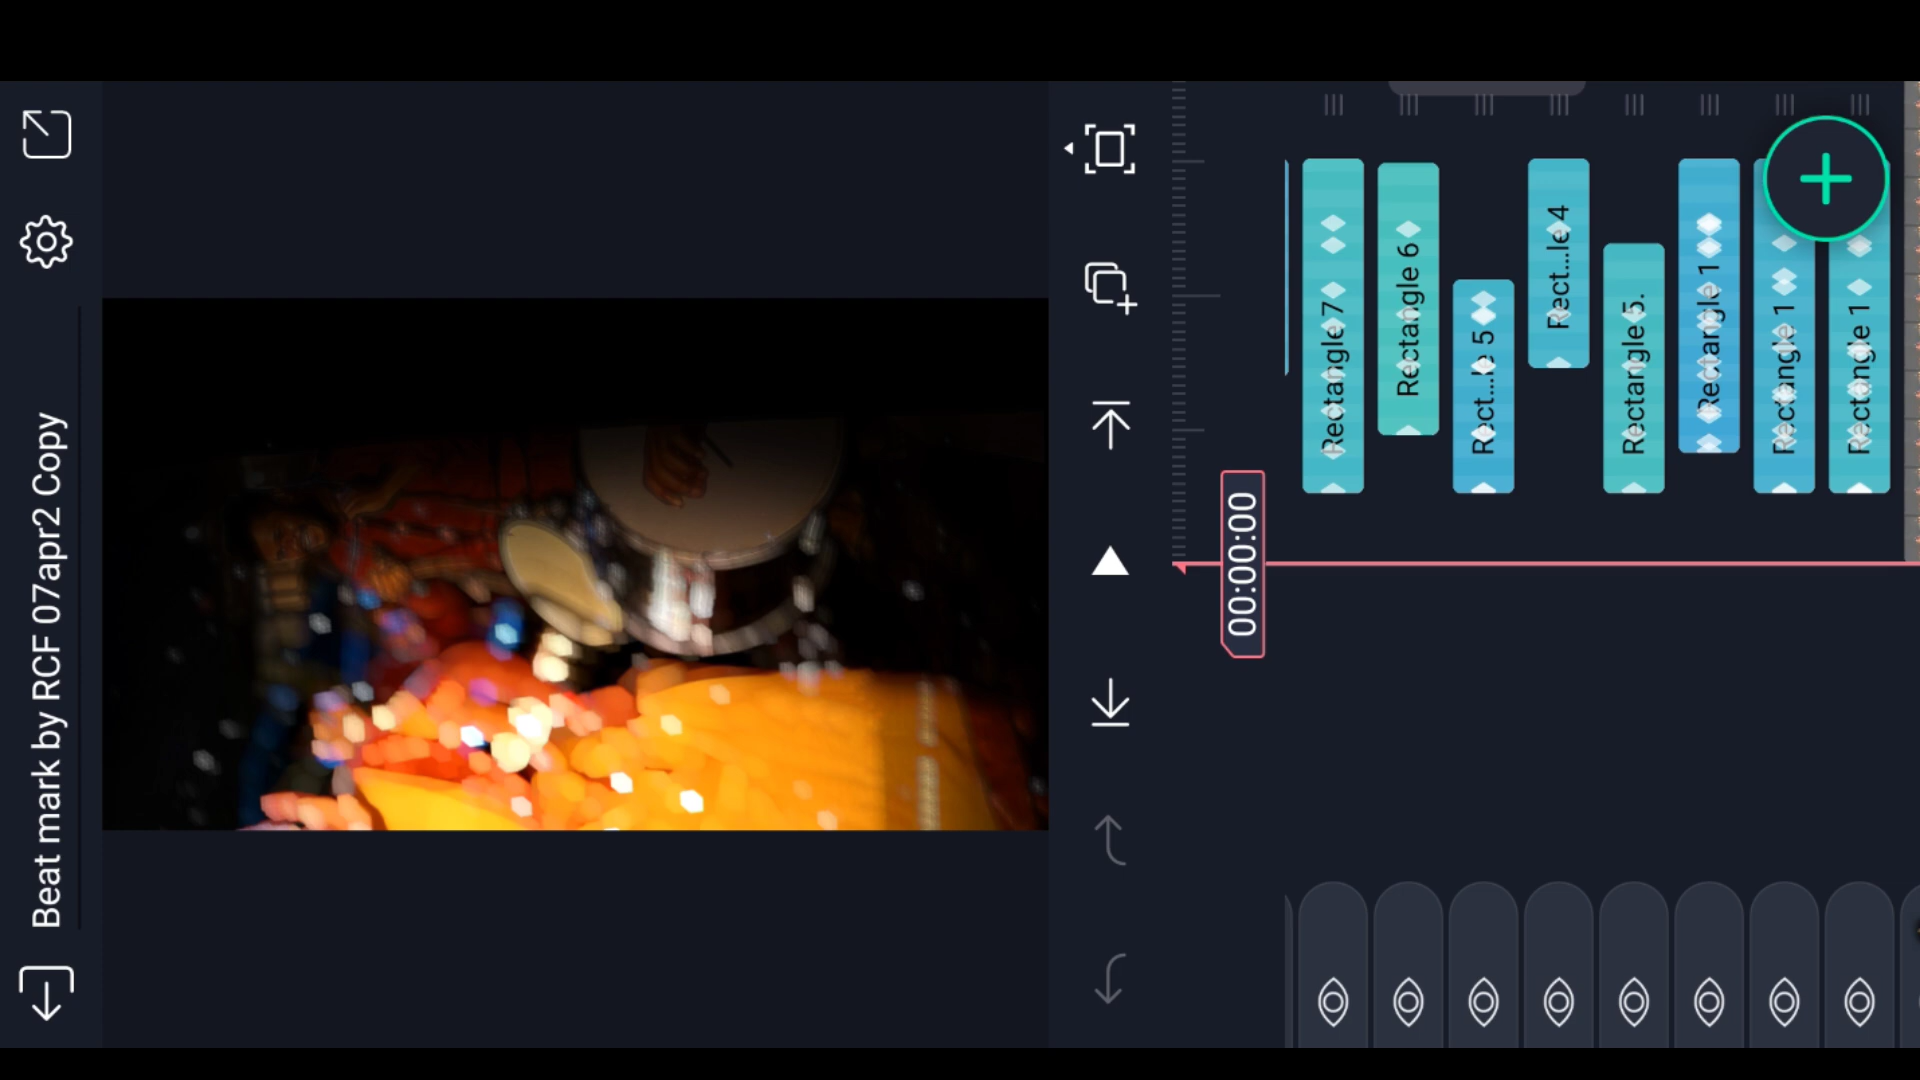 Beat mark by RCF 07apr2 Copy
00:00:00
Rectangle 7
Rectangle 6
Rect...le 5
Rect...le 4
Rectangle 5.
Rectangle 1
Rectangle 1
Rectangle 1